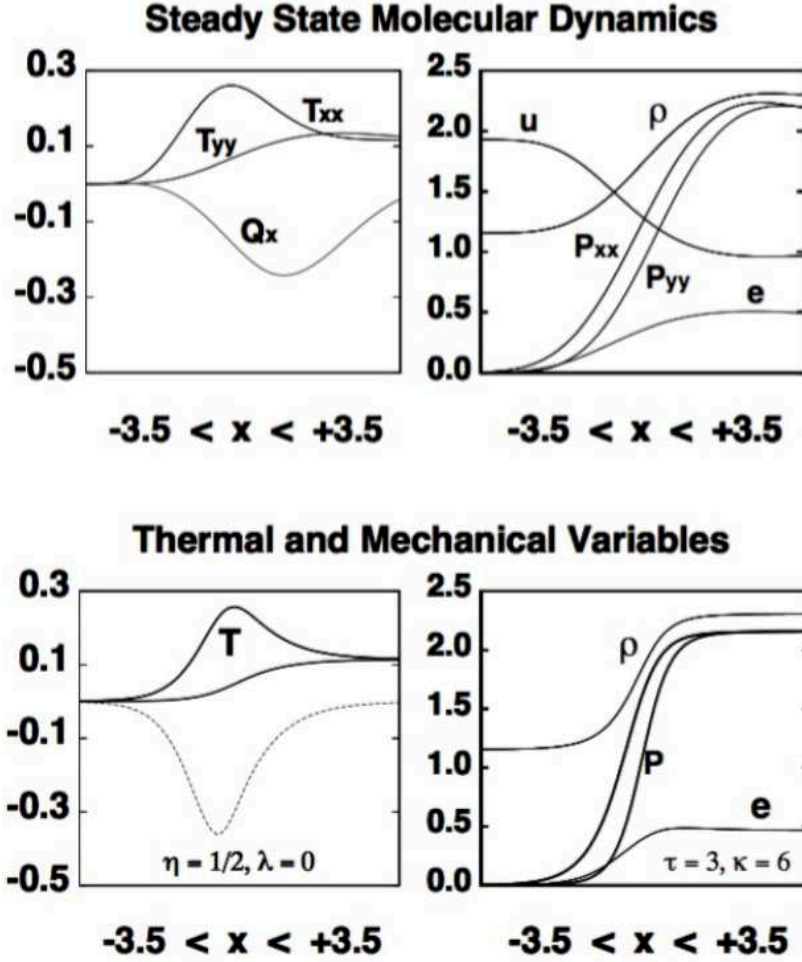 Steady State Molecular Dynamics
0.3
0.1
-0.1
-0.3
-0.5
Txx
Tyy
Qx
-3.5 < x < +3.5
2.5
2.0
1.5
1.0
0.5
0.0
u
ρ
Pxx
Pyy
e
-3.5 < x < +3.5
Thermal and Mechanical Variables
0.3
0.1
-0.1
-0.3
-0.5
T
η = 1/2, λ = 0
-3.5 < x < +3.5
2.5
2.0
1.5
1.0
0.5
0.0
ρ
P
e
τ = 3, κ = 6
-3.5 < x < +3.5